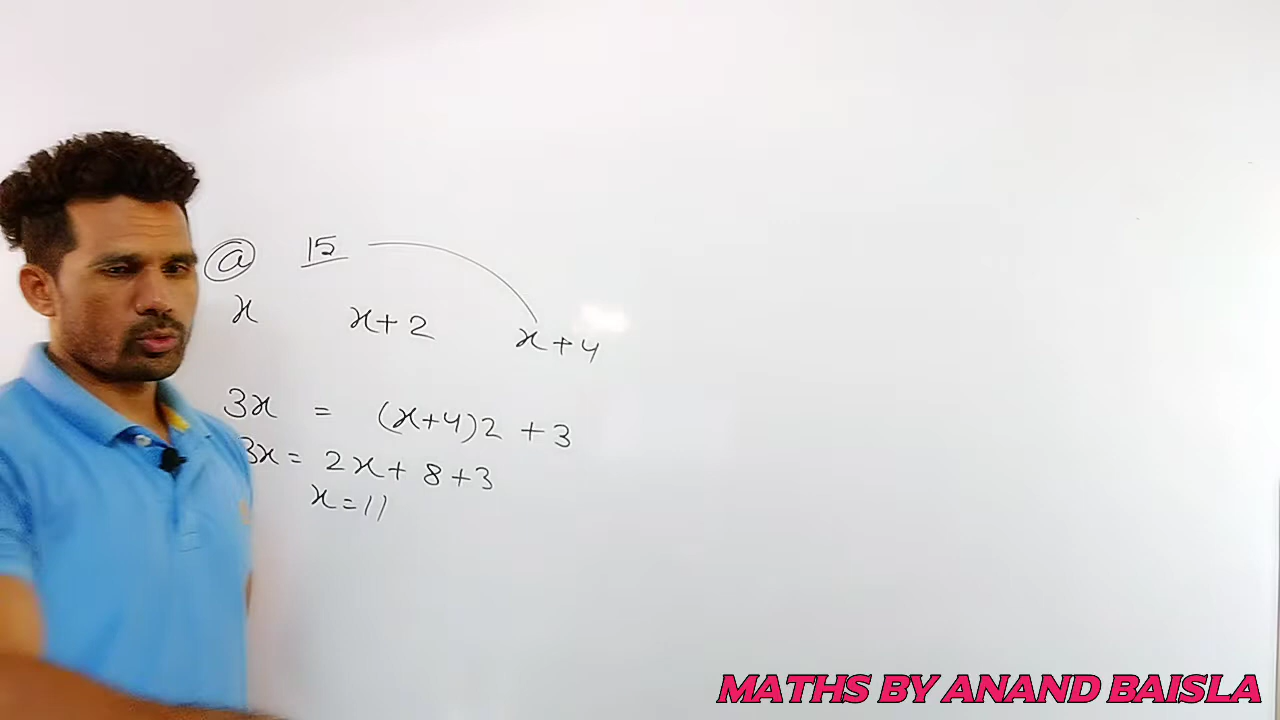 a 15
x x+2 x+4
3x = (x+4)2 + 3
3x = 2x + 8 + 3
x = 11
MATHS BY ANAND BAISLA